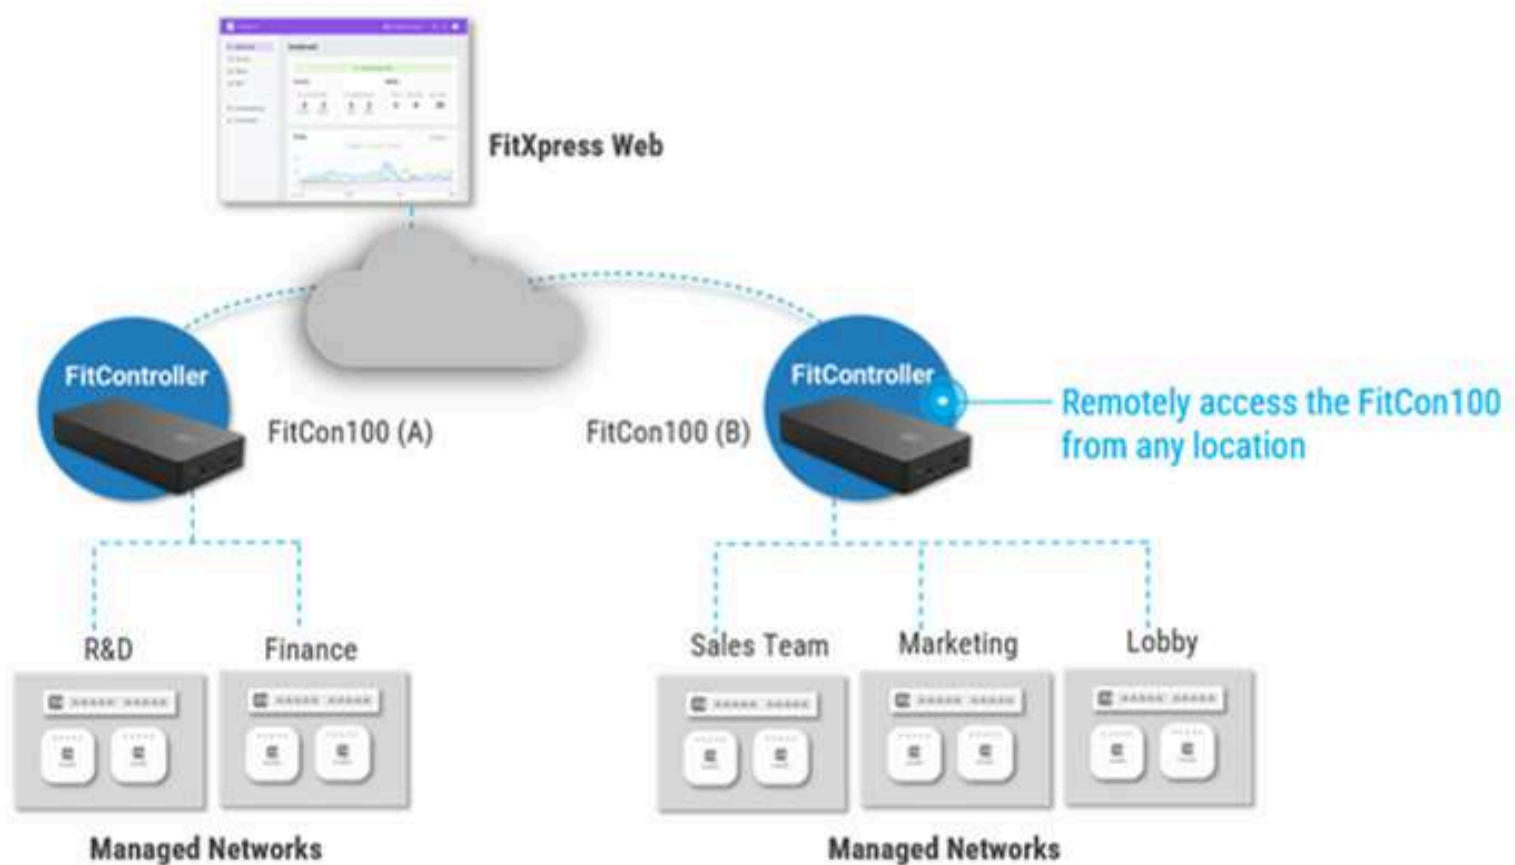 FitXpress Web
FitController
FitController
FitCon100 (A)
FitCon100 (B)
Remotely access the FitCon100
from any location
R&D
Finance
Sales Team
Marketing
Lobby
Managed Networks
Managed Networks